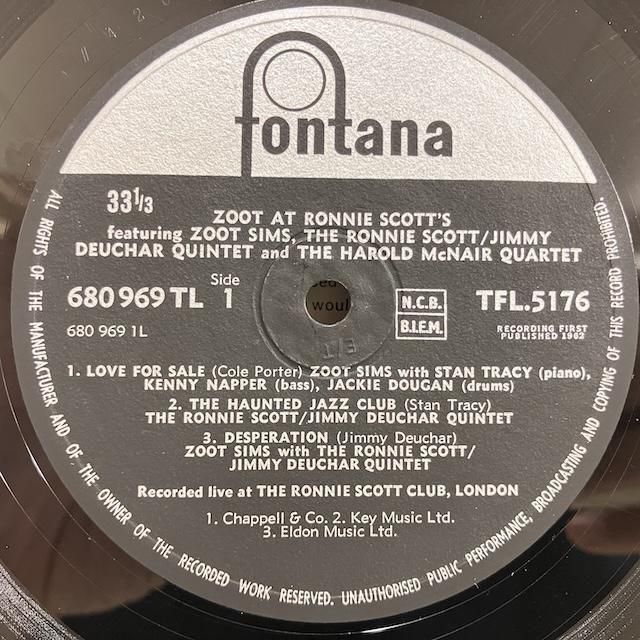 fontana
33 1/3
ZOOT AT RONNIE SCOTT'S
featuring ZOOT SIMS, THE RONNIE SCOTT/JIMMY
DEUCHAR QUINTET and THE HAROLD McNAIR QUARTET
680 969 TL
Side
1
N.C.B.
B.I.E.M.
TFL.5176
680 969 1L
RECORDING FIRST
PUBLISHED 1962
woul
E/T
1. LOVE FOR SALE (Cole Porter) ZOOT SIMS with STAN TRACY (piano),
KENNY NAPPER (bass), JACKIE DOUGAN (drums)
2. THE HAUNTED JAZZ CLUB (Stan Tracy)
THE RONNIE SCOTT/JIMMY DEUCHAR QUINTET
3. DESPERATION (Jimmy Deuchar)
ZOOT SIMS with THE RONNIE SCOTT/
JIMMY DEUCHAR QUINTET
Recorded live at THE RONNIE SCOTT CLUB, LONDON
1. Chappell & Co. 2. Key Music Ltd.
3. Eldon Music Ltd.
ALL RIGHTS OF THE MANUFACTURER AND OF THE OWNER OF THE RECORDED WORK RESERVED. UNAUTHORISED PUBLIC PERFORMANCE, BROADCASTING AND COPYING OF THIS RECORD PROHIBITED.